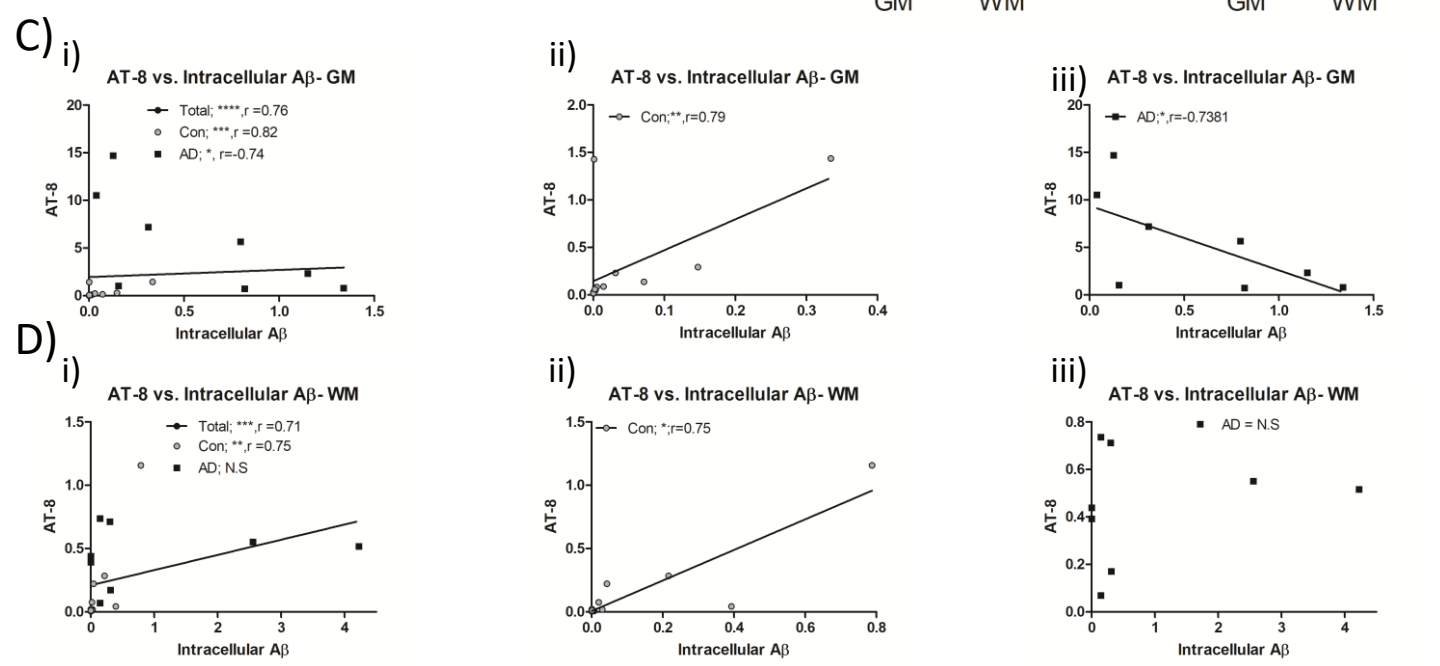 GM WM GM WM
C)
i)
AT-8 vs. Intracellular Aβ- GM
Total; ****,r =0.76
Con; ***,r =0.82
AD; *, r=-0.74
20
15
10
5
0
AT-8
0.0 0.5 1.0 1.5
Intracellular Aβ
ii)
AT-8 vs. Intracellular Aβ- GM
Con;**,r=0.79
2.0
1.5
1.0
0.5
0.0
AT-8
0.0 0.1 0.2 0.3 0.4
Intracellular Aβ
iii)
AT-8 vs. Intracellular Aβ- GM
AD;*,r=-0.7381
20
15
10
5
0
AT-8
0.0 0.5 1.0 1.5
Intracellular Aβ
D)
i)
AT-8 vs. Intracellular Aβ- WM
Total; ***,r =0.71
Con; **,r =0.75
AD; N.S
1.5
1.0
0.5
0.0
AT-8
0 1 2 3 4
Intracellular Aβ
ii)
AT-8 vs. Intracellular Aβ- WM
Con; *;r=0.75
1.5
1.0
0.5
0.0
AT-8
0.0 0.2 0.4 0.6 0.8
Intracellular Aβ
iii)
AT-8 vs. Intracellular Aβ- WM
AD = N.S
0.8
0.6
0.4
0.2
0.0
AT-8
0 1 2 3 4
Intracellular Aβ